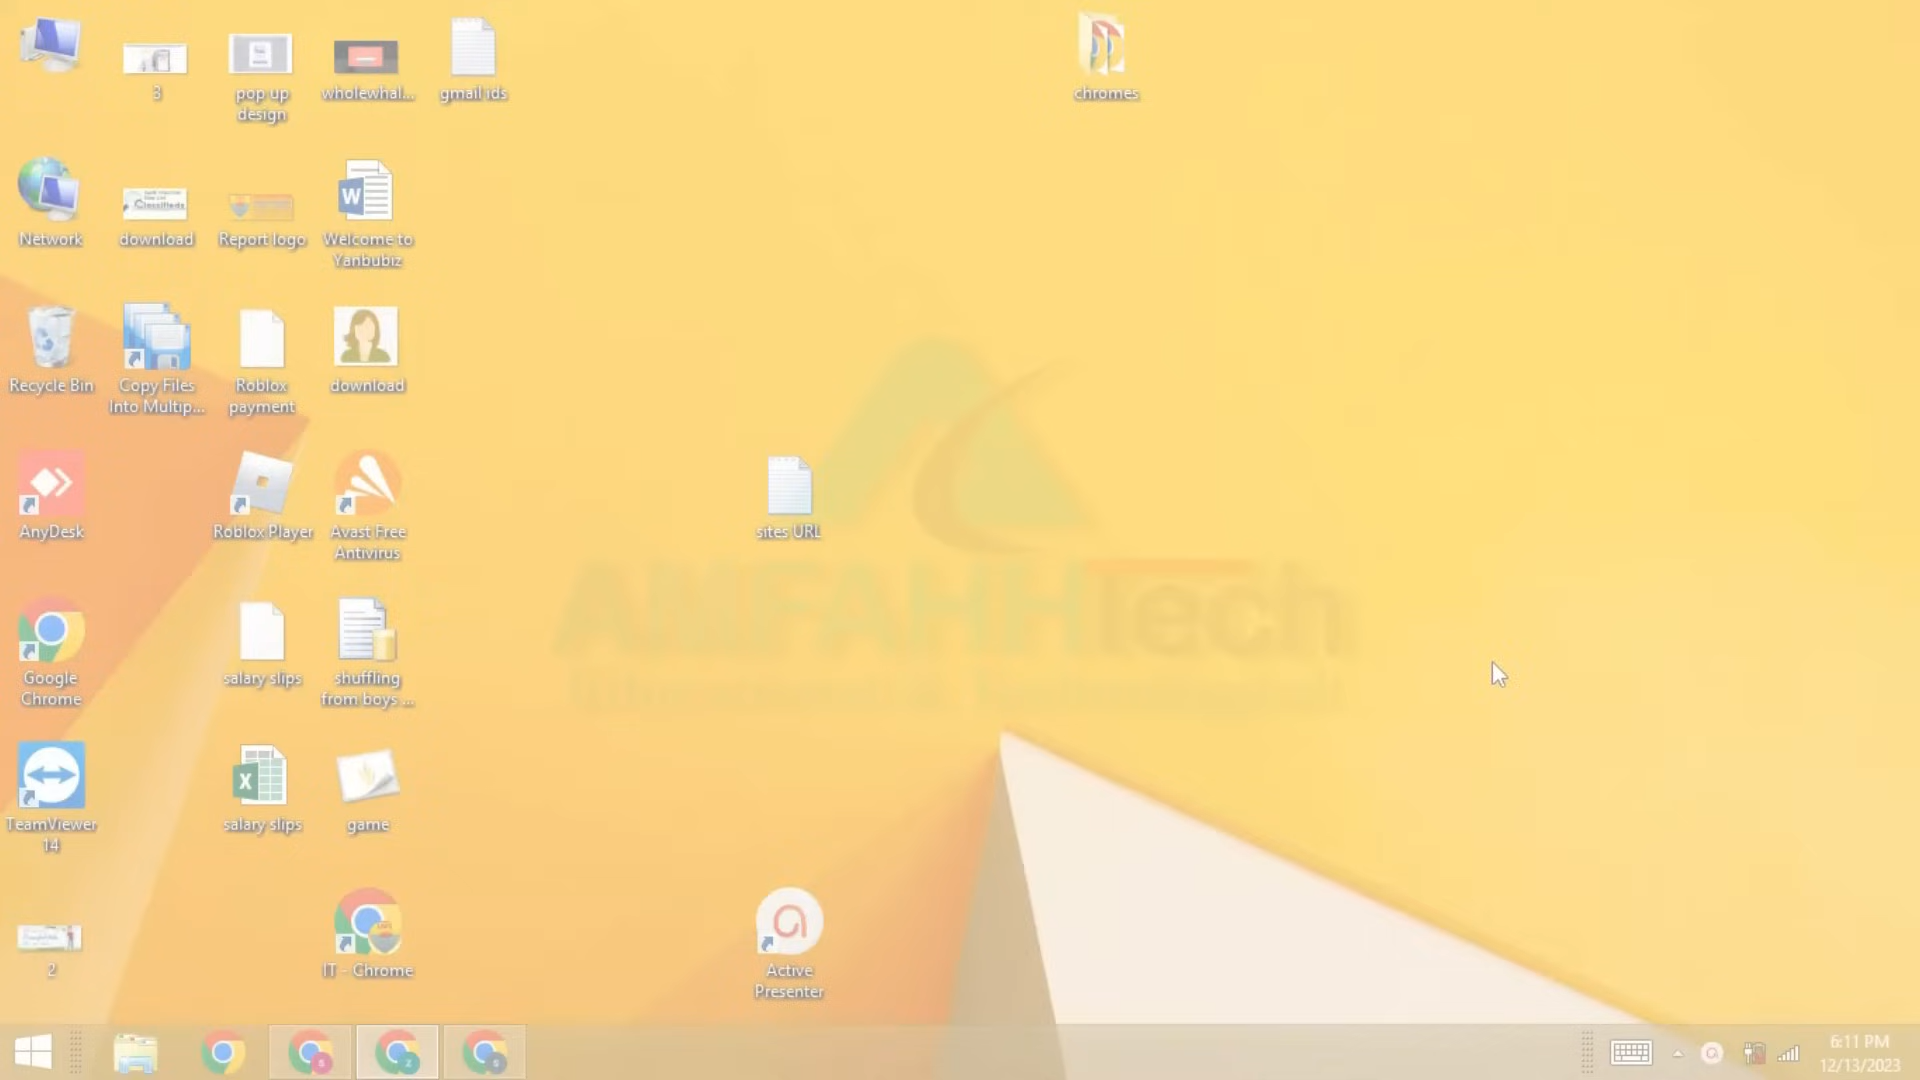 3
pop up
design
wholewhal...
gmail ids
chromes
Network
download
Classifieds
Report logo
Welcome to
Yanbubiz
Recycle Bin
Copy Files
Into Multip...
Roblox
payment
download
AnyDesk
Roblox Player
Avast Free
Antivirus
sites URL
AMFAHHTech
Google
Chrome
salary slips
shuffling
from boys ...
TeamViewer
14
salary slips
game
2
IT - Chrome
Active
Presenter
6:11 PM
12/13/2023